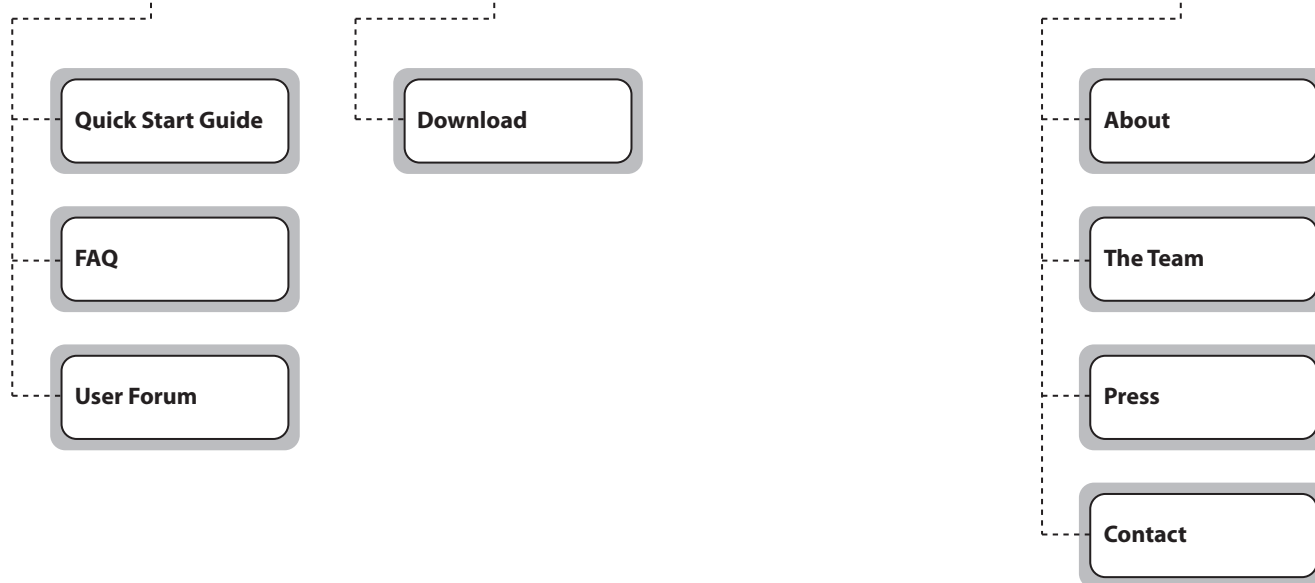 Quick Start Guide
FAQ
User Forum
Download
About
The Team
Press
Contact